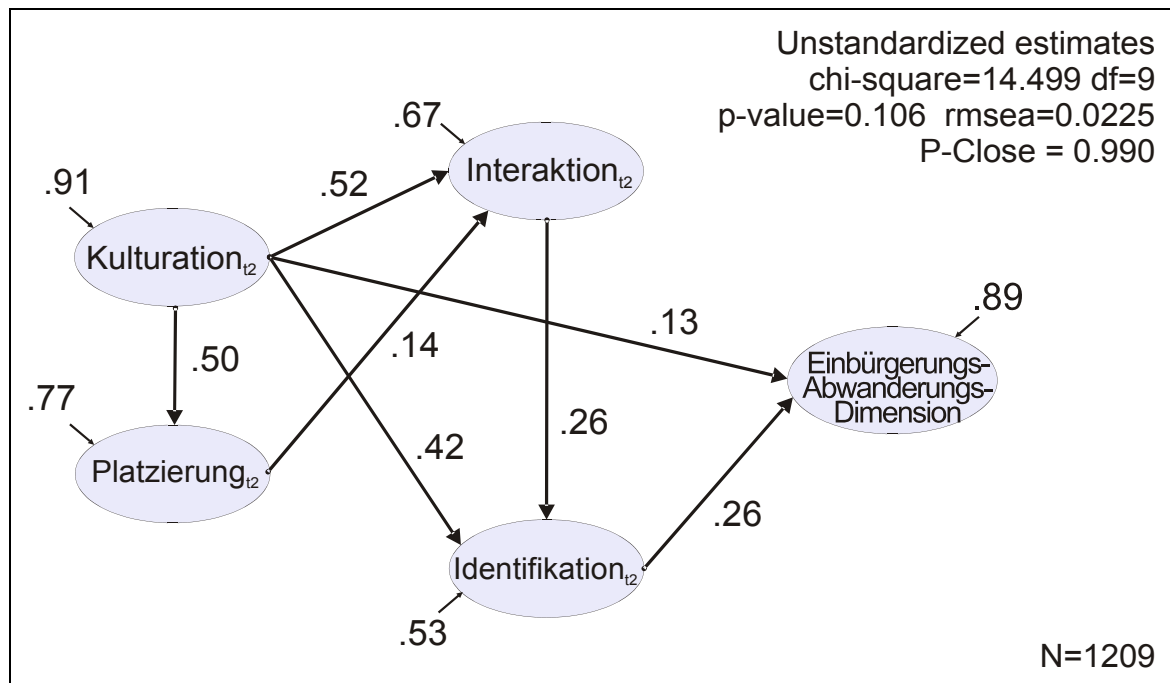 Unstandardized estimates
chi-square=14.499 df=9
p-value=0.106 rmsea=0.0225
P-Close = 0.990
.67
Interaktiont2
.91
.52
Kulturationt2
.13
.89
.14
.50
Einbürgerungs-
Abwanderungs-
Dimension
.77
.26
.42
Platzierungt2
.26
Identifikationt2
.53
N=1209